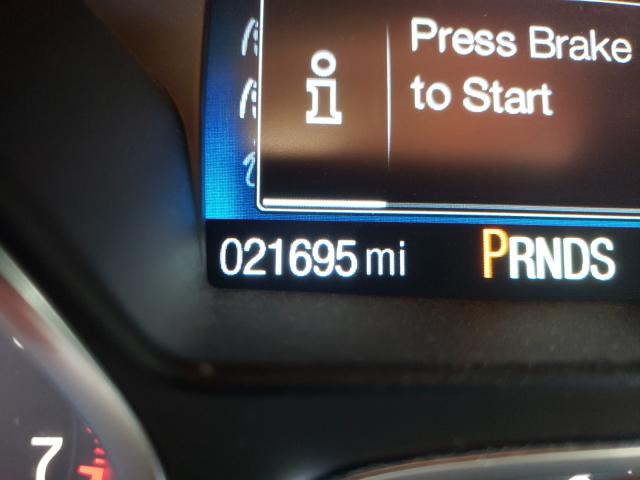 Press Brake
to Start
021695 mi PRNDS
7